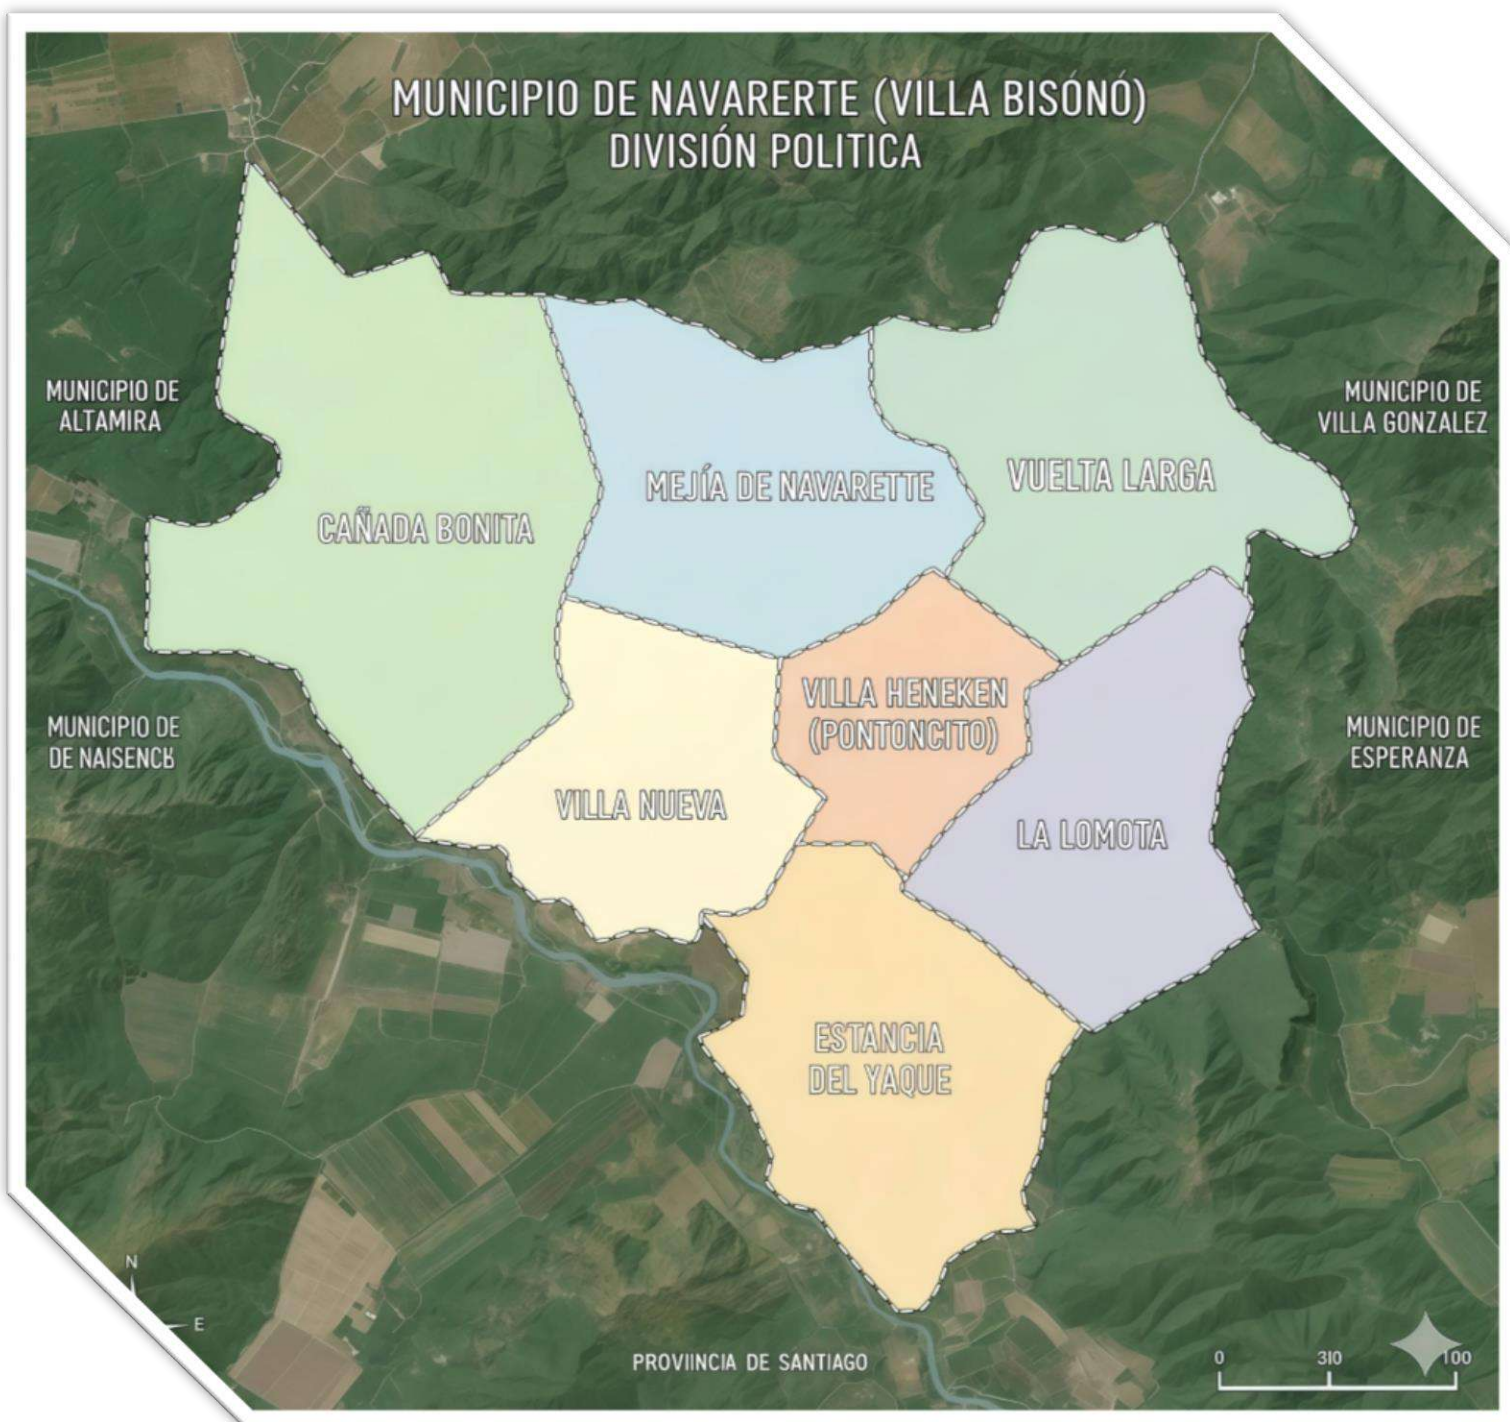 MUNICIPIO DE NAVARERTE (VILLA BISÓNÓ)
DIVISIÓN POLITICA
MUNICIPIO DE
ALTAMIRA
MUNICIPIO DE
VILLA GONZALEZ
MEJÍA DE NAVARETTE
VUELTA LARGA
CAÑADA BONITA
VILLA HENEKEN
(PONTONCITO)
MUNICIPIO DE
DE NAISENCK
MUNICIPIO DE
ESPERANZA
VILLA NUEVA
LA LOMOTA
ESTANCIA
DEL YAQUE
N
E
PROVIINCIA DE SANTIAGO
0 310 100